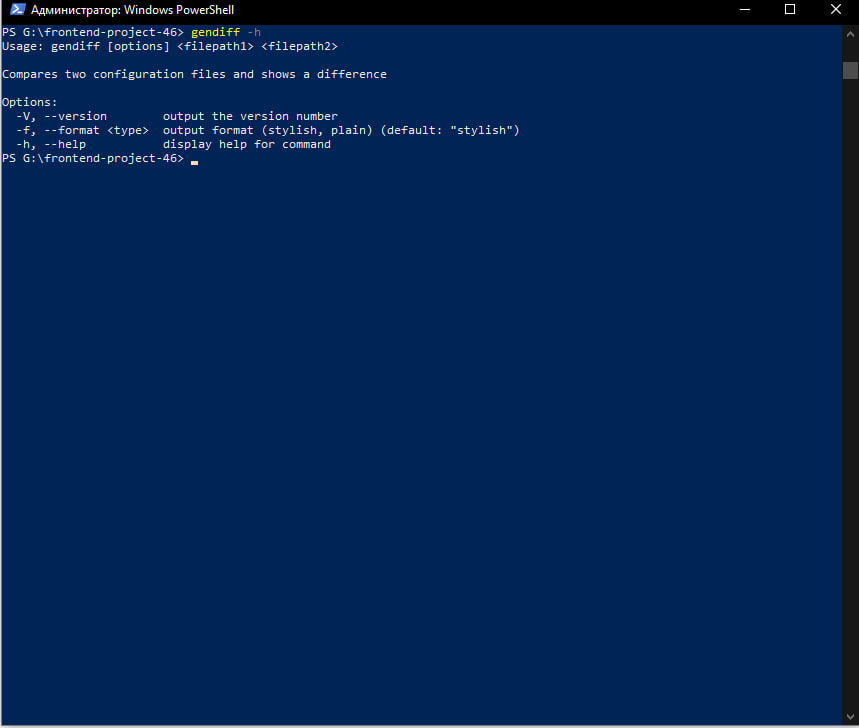 Администратор: Windows PowerShell
PS G:\frontend-project-46> gendiff -h
Usage: gendiff [options] <filepath1> <filepath2>
Compares two configuration files and shows a difference
Options:
  -V, --version        output the version number
  -f, --format <type>  output format (stylish, plain) (default: "stylish")
  -h, --help           display help for command
PS G:\frontend-project-46>